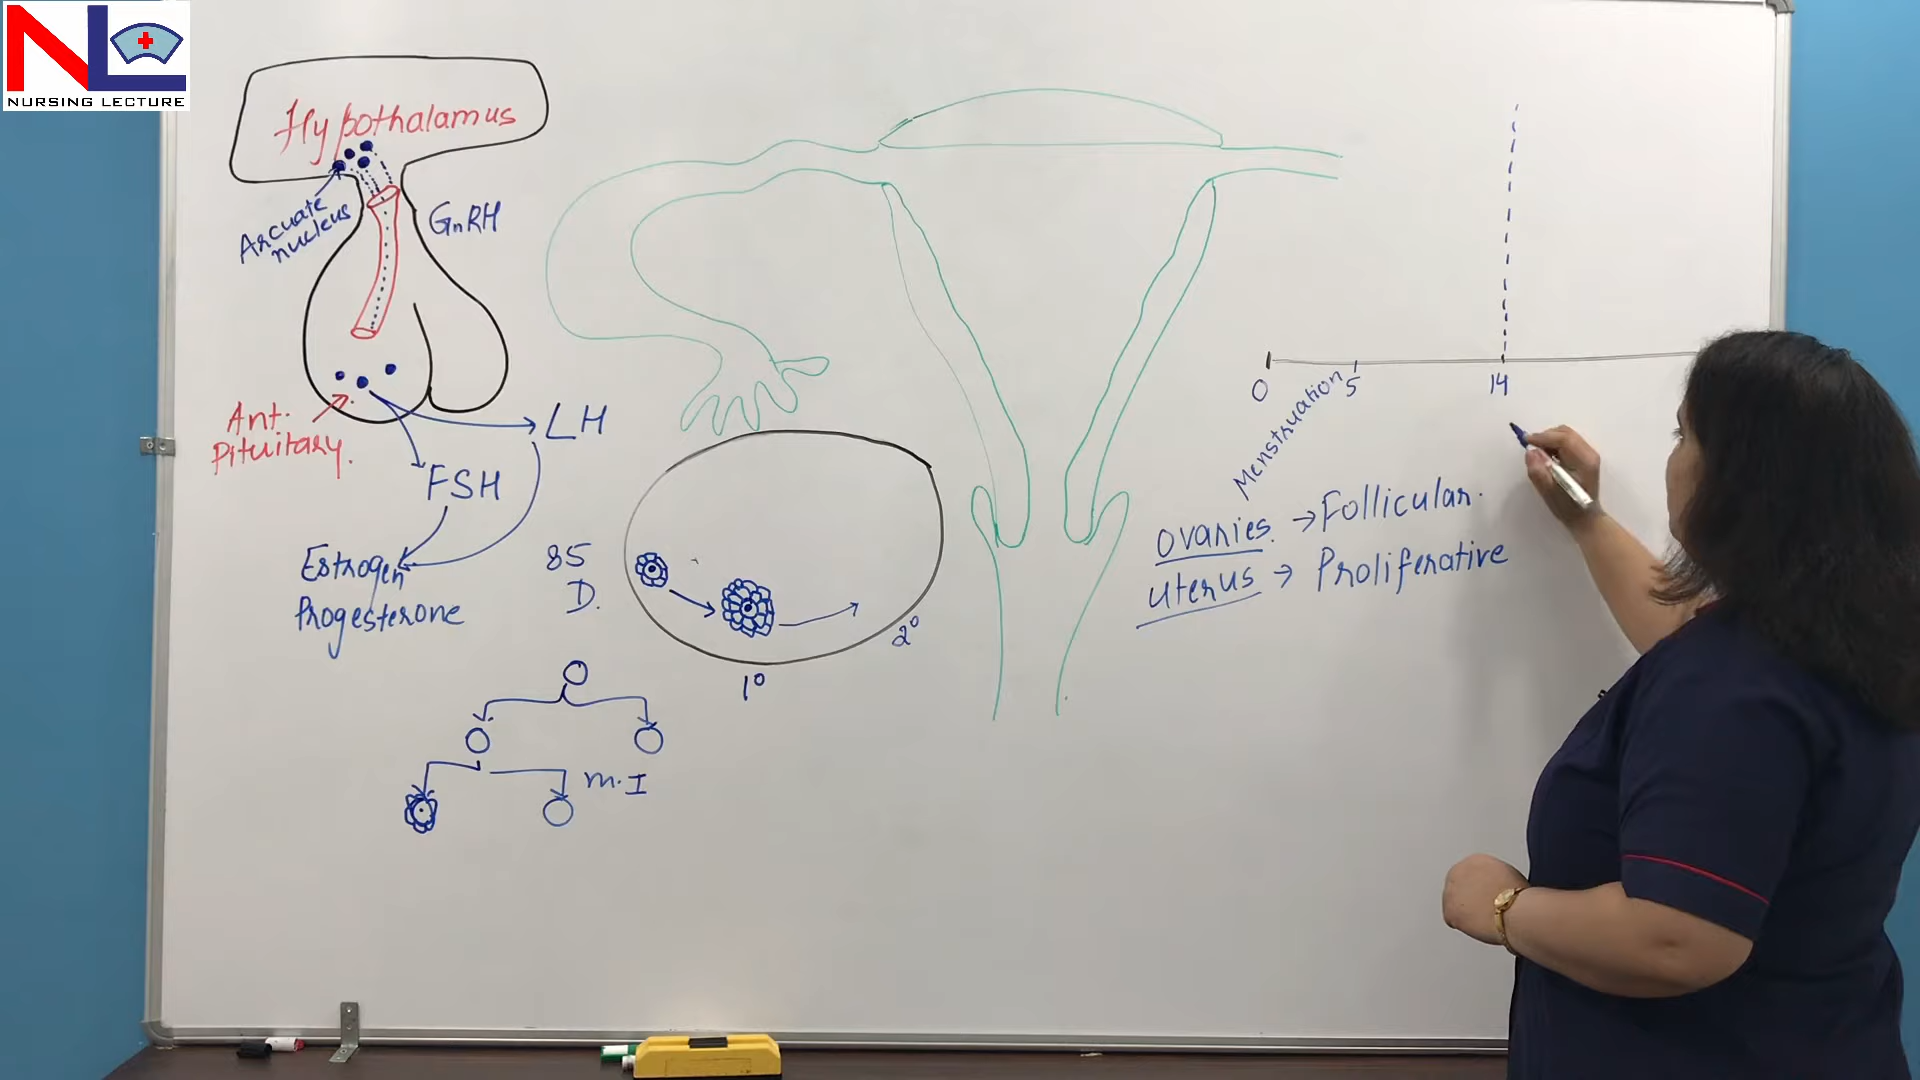 NL
NURSING LECTURE
Hypothalamus
Arcuate
nucleus
GnRH
Ant.
Pituitary.
LH
FSH
Estrogen
Progesterone
85
D.
1°
2°
m.I
0
5
14
Menstruation
ovaries → Follicular.
uterus → Proliferative